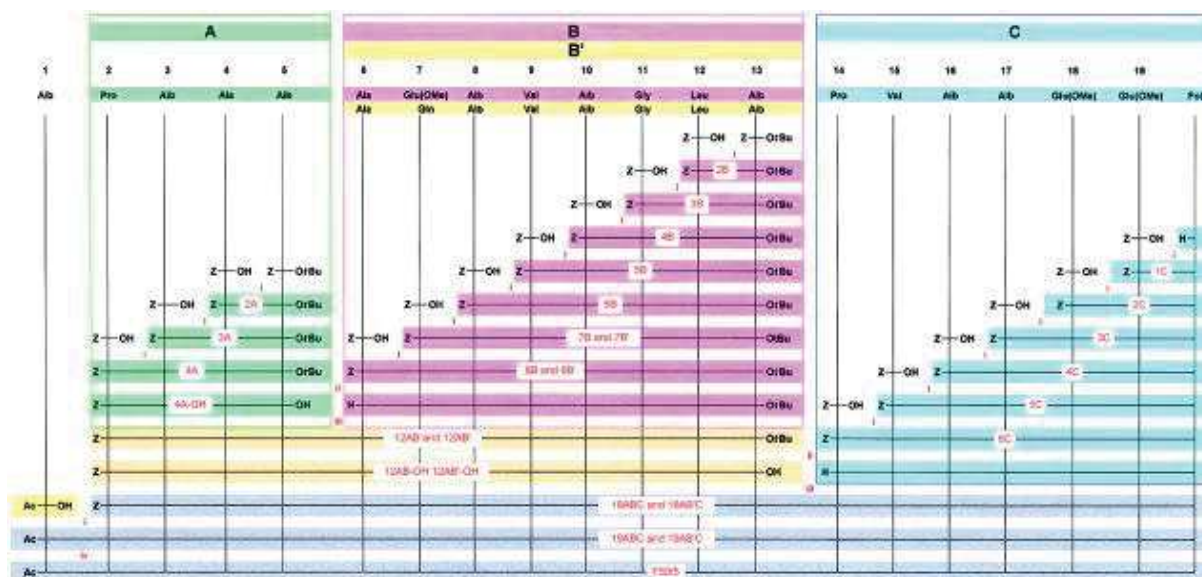 A B C
B'
1 2 3 4 5 6 7 8 9 10 11 12 13 14 15 16 17 18 19
Aib Pro Aib Ala Aib Ala Glu(OMe) Aib Val Aib Gly Leu Aib Pro Val Aib Aib Glu(OMe) Glu(OMe)
Ala Gln Aib Val Aib Gly Leu Aib
Z OH Z OtBu
Z OH Z 2B OtBu
Z OH Z 3B OtBu
Z OH Z 4B OtBu Z OH H
Z OH Z OtBu Z OH Z 5B OtBu Z OH Z 1C
Z OH Z 2A OtBu Z OH Z OtBu Z OH Z 2C
Z OH Z 3A OtBu Z OH Z 7B and 7B' OtBu Z OH Z 3C
Z 4A OtBu Z 8B and 8B' OtBu Z OH Z 4C
Z 4A-OH OH H OtBu Z OH Z 5C
Z 12AB and 12AB' OtBu Z 6C
Z 12AB-OH 12AB'-OH OH H
Ac OH Z 18ABC and 18AB'C
Ac 19ABC and 19AB'C
Ac